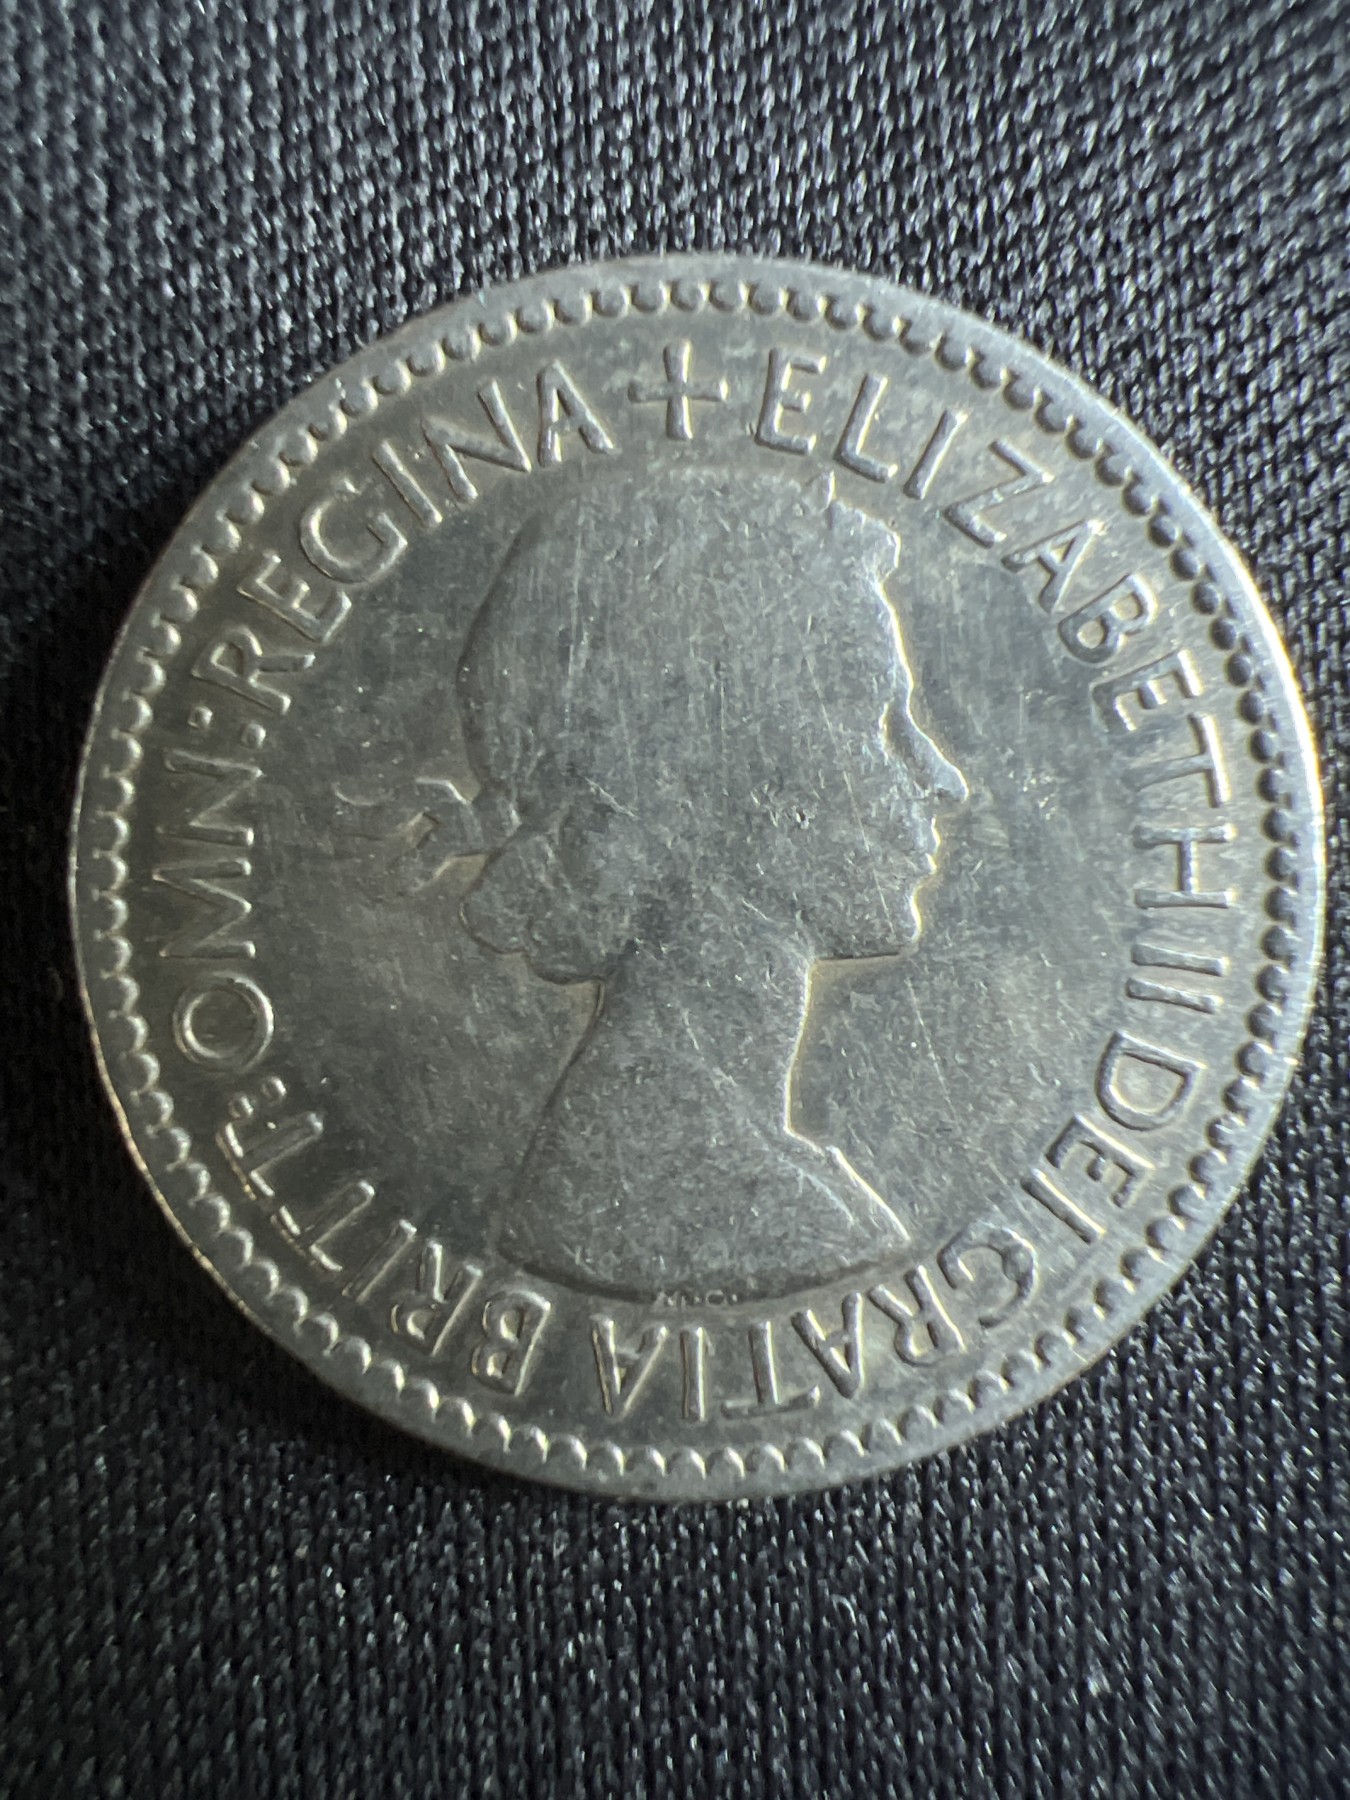 + ELIZABETH II DEI GRATIA BRITT: OMN: REGINA